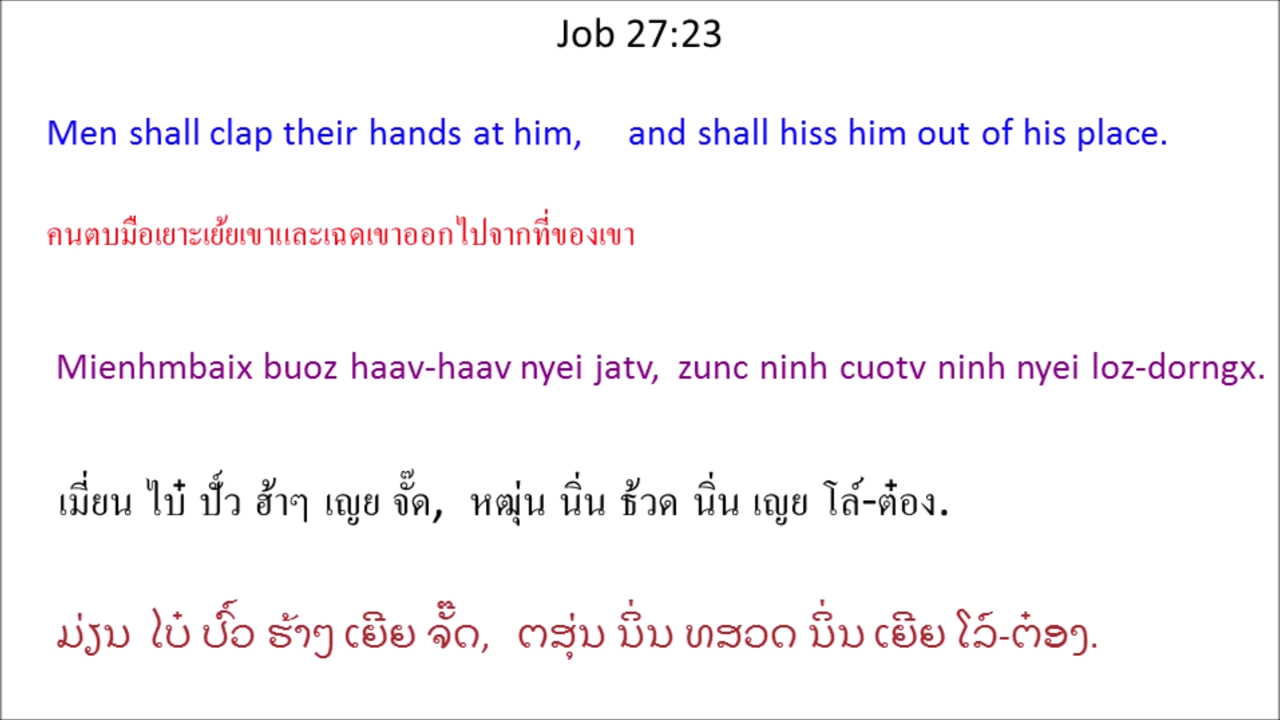 Job 27:23
Men shall clap their hands at him, and shall hiss him out of his place.
คนตบมือเยาะเย้ยเขาและเฉดเขาออกไปจากที่ของเขา
Mienhmbaix buoz haav-haav nyei jatv, zunc ninh cuotv ninh nyei loz-dorngx.
เมี่ยน ไบ๋ ปั์ว ฮ้าๆ เญย จั๊ด, หฒุ่น นิ่น ธ้วด นิ่น เญย โล์-ต๋อง.
ມ່ຽນ ໄບ໋ ປົ໌ວ ຮ້າໆ ເຍີຍ ຈັ໊ດ, ຕສຸ່ນ ນິ່ນ ທສວດ ນິ່ນ ເຍີຍ ໂລ໌-ຕ໋ອງ.